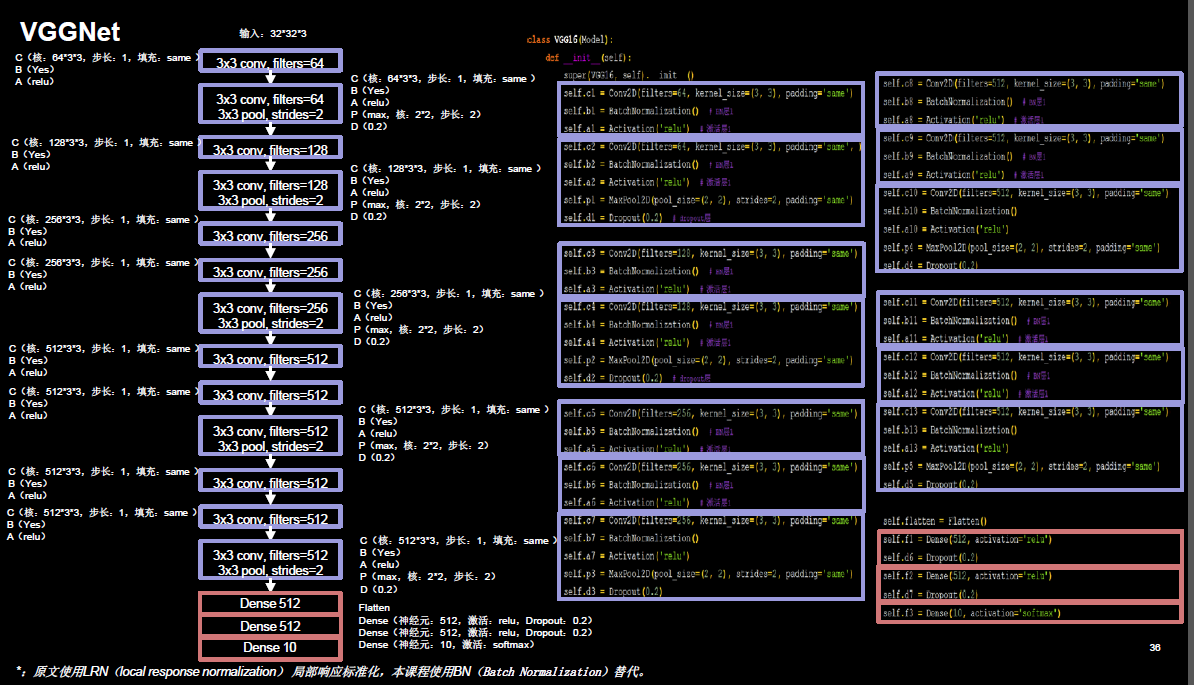 VGGNet
输入：32*32*3
C（核：64*3*3，步长：1，填充：same ）
B（Yes）
A（relu）
3x3 conv, filters=64
3x3 conv, filters=64
3x3 pool, strides=2
C（核：64*3*3，步长：1，填充：same ）
B（Yes）
A（relu）
P（max，核：2*2，步长：2）
D（0.2）
C（核：128*3*3，步长：1，填充：same ）
B（Yes）
A（relu）
3x3 conv, filters=128
3x3 conv, filters=128
3x3 pool, strides=2
C（核：128*3*3，步长：1，填充：same ）
B（Yes）
A（relu）
P（max，核：2*2，步长：2）
D（0.2）
C（核：256*3*3，步长：1，填充：same ）
B（Yes）
A（relu）
3x3 conv, filters=256
C（核：256*3*3，步长：1，填充：same ）
B（Yes）
A（relu）
3x3 conv, filters=256
3x3 conv, filters=256
3x3 pool, strides=2
C（核：256*3*3，步长：1，填充：same ）
B（Yes）
A（relu）
P（max，核：2*2，步长：2）
D（0.2）
C（核：512*3*3，步长：1，填充：same ）
B（Yes）
A（relu）
3x3 conv, filters=512
C（核：512*3*3，步长：1，填充：same ）
B（Yes）
A（relu）
3x3 conv, filters=512
3x3 conv, filters=512
3x3 pool, strides=2
C（核：512*3*3，步长：1，填充：same ）
B（Yes）
A（relu）
P（max，核：2*2，步长：2）
D（0.2）
C（核：512*3*3，步长：1，填充：same ）
B（Yes）
A（relu）
3x3 conv, filters=512
C（核：512*3*3，步长：1，填充：same ）
B（Yes）
A（relu）
3x3 conv, filters=512
3x3 conv, filters=512
3x3 pool, strides=2
C（核：512*3*3，步长：1，填充：same ）
B（Yes）
A（relu）
P（max，核：2*2，步长：2）
D（0.2）
Dense 512
Dense 512
Dense 10
Flatten
Dense（神经元：512，激活：relu，Dropout：0.2）
Dense（神经元：512，激活：relu，Dropout：0.2）
Dense（神经元：10，激活：softmax）
class VGG16(Model):
def __init__(self):
super(VGG16, self).__init__()
self.c1 = Conv2D(filters=64, kernel_size=(3, 3), padding='same')
self.b1 = BatchNormalization() # BN层1
self.a1 = Activation('relu') # 激活层1
self.c2 = Conv2D(filters=64, kernel_size=(3, 3), padding='same', )
self.b2 = BatchNormalization() # BN层1
self.a2 = Activation('relu') # 激活层1
self.p1 = MaxPool2D(pool_size=(2, 2), strides=2, padding='same')
self.d1 = Dropout(0.2) # dropout层
self.c3 = Conv2D(filters=128, kernel_size=(3, 3), padding='same')
self.b3 = BatchNormalization() # BN层1
self.a3 = Activation('relu') # 激活层1
self.c4 = Conv2D(filters=128, kernel_size=(3, 3), padding='same')
self.b4 = BatchNormalization() # BN层1
self.a4 = Activation('relu') # 激活层1
self.p2 = MaxPool2D(pool_size=(2, 2), strides=2, padding='same')
self.d2 = Dropout(0.2) # dropout层
self.c5 = Conv2D(filters=256, kernel_size=(3, 3), padding='same')
self.b5 = BatchNormalization() # BN层1
self.a5 = Activation('relu') # 激活层1
self.c6 = Conv2D(filters=256, kernel_size=(3, 3), padding='same')
self.b6 = BatchNormalization() # BN层1
self.a6 = Activation('relu') # 激活层1
self.c7 = Conv2D(filters=256, kernel_size=(3, 3), padding='same')
self.b7 = BatchNormalization()
self.a7 = Activation('relu')
self.p3 = MaxPool2D(pool_size=(2, 2), strides=2, padding='same')
self.d3 = Dropout(0.2)
self.c8 = Conv2D(filters=512, kernel_size=(3, 3), padding='same')
self.b8 = BatchNormalization() # BN层1
self.a8 = Activation('relu') # 激活层1
self.c9 = Conv2D(filters=512, kernel_size=(3, 3), padding='same')
self.b9 = BatchNormalization() # BN层1
self.a9 = Activation('relu') # 激活层1
self.c10 = Conv2D(filters=512, kernel_size=(3, 3), padding='same')
self.b10 = BatchNormalization()
self.a10 = Activation('relu')
self.p4 = MaxPool2D(pool_size=(2, 2), strides=2, padding='same')
self.d4 = Dropout(0.2)
self.c11 = Conv2D(filters=512, kernel_size=(3, 3), padding='same')
self.b11 = BatchNormalization() # BN层1
self.a11 = Activation('relu') # 激活层1
self.c12 = Conv2D(filters=512, kernel_size=(3, 3), padding='same')
self.b12 = BatchNormalization() # BN层1
self.a12 = Activation('relu') # 激活层1
self.c13 = Conv2D(filters=512, kernel_size=(3, 3), padding='same')
self.b13 = BatchNormalization()
self.a13 = Activation('relu')
self.p5 = MaxPool2D(pool_size=(2, 2), strides=2, padding='same')
self.d5 = Dropout(0.2)
self.flatten = Flatten()
self.f1 = Dense(512, activation='relu')
self.d6 = Dropout(0.2)
self.f2 = Dense(512, activation='relu')
self.d7 = Dropout(0.2)
self.f3 = Dense(10, activation='softmax')
36
*：原文使用LRN（local response normalization） 局部响应标准化，本课程使用BN（Batch Normalization）替代。